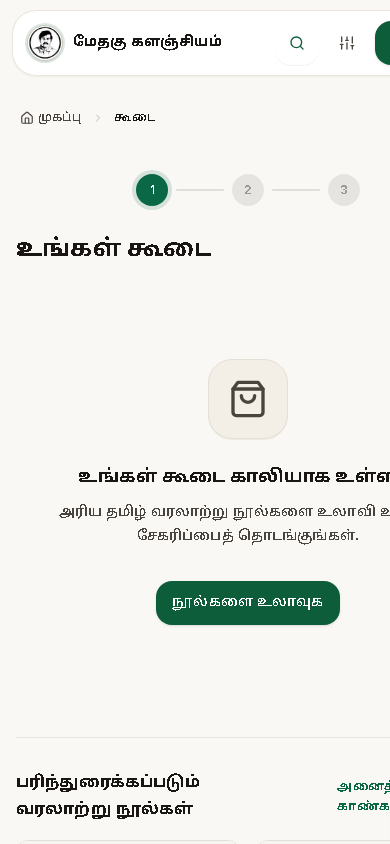 மேதகு களஞ்சியம்
முகப்பு > கூடை
1 2 3
உங்கள் கூடை
உங்கள் கூடை காலியாக
அரிய தமிழ் வரலாற்று நூல்களை உலாவி
சேகரிப்பைத் தொடங்குங்கள்.
நூல்களை உலாவுக
பரிந்துரைக்கப்படும்
வரலாற்று நூல்கள்